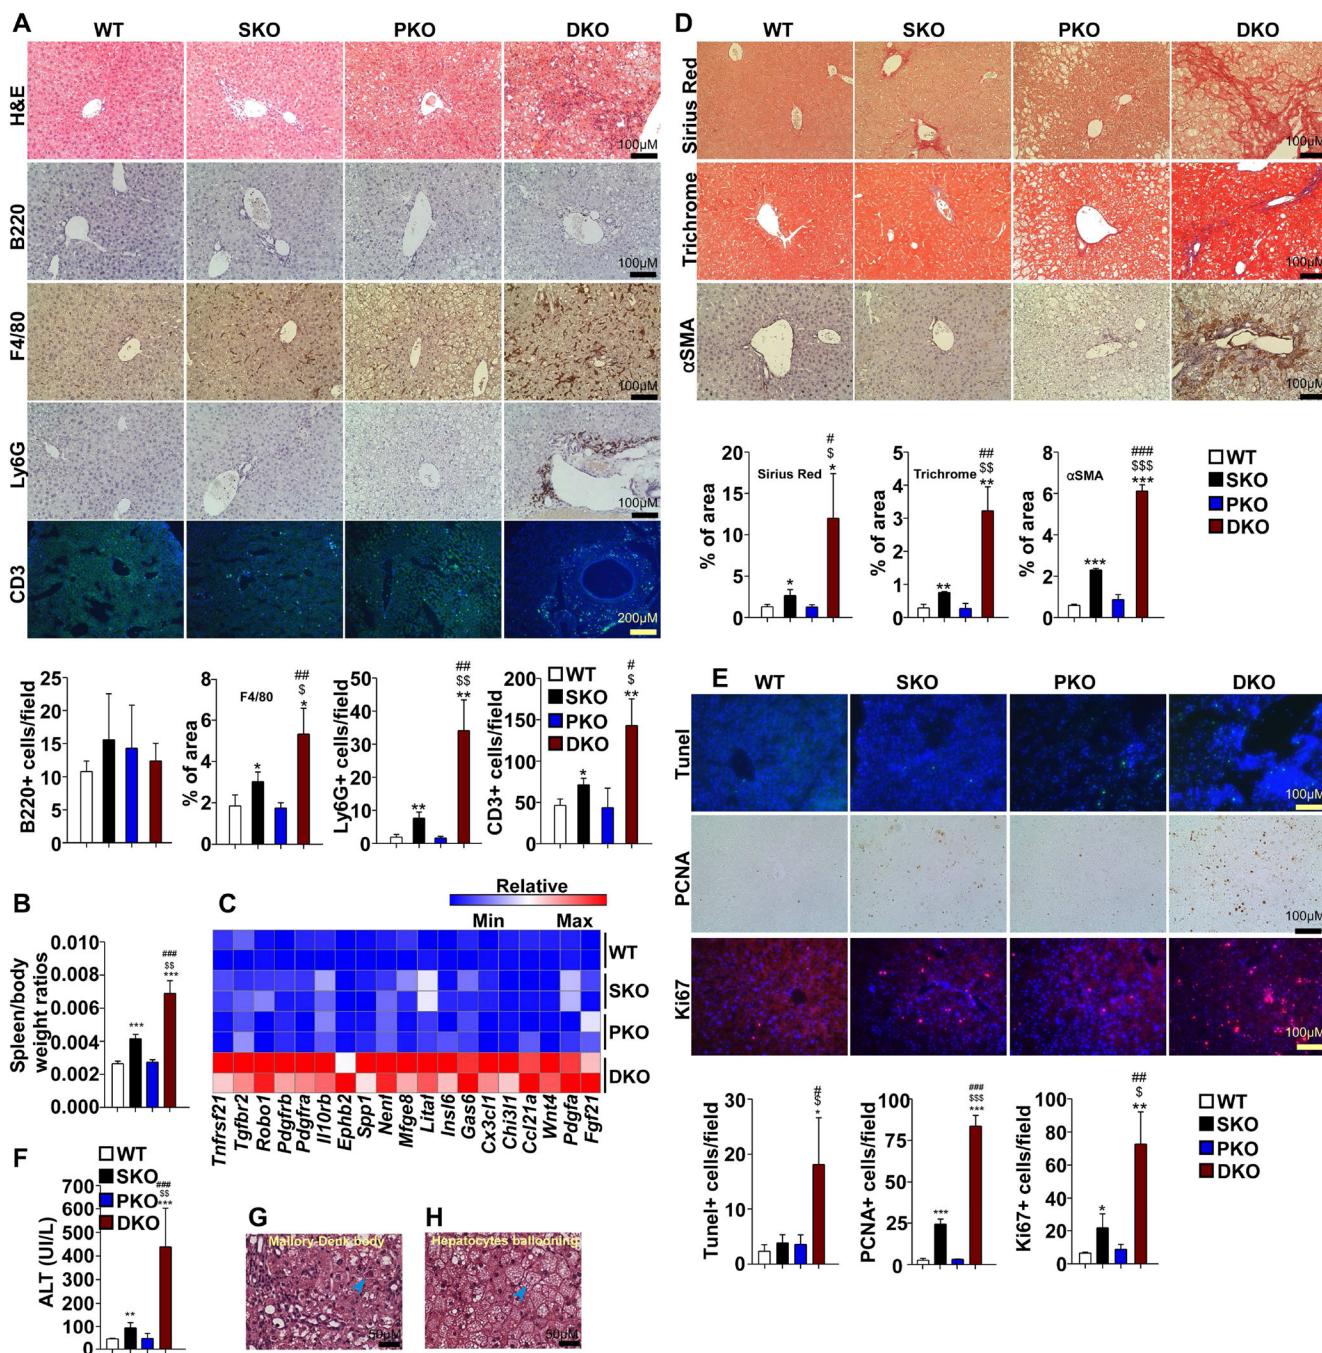 A
WT SKO PKO DKO
H&E
100µM
B220
100µM
F4/80
100µM
Ly6G
100µM
CD3
200µM
B220+ cells/field
25
20
15
10
5
0
% of area
F4/80
8
6
4
2
0
##
$
*
*
Ly6G+ cells/field
50
40
30
20
10
0
##
$$
**
**
CD3+ cells/field
200
150
100
50
0
#
$
**
*
WT
SKO
PKO
DKO
B
Spleen/body
weight ratios
0.010
0.008
0.006
0.004
0.002
0.000
###
$$
***
***
C
Relative
Min Max
WT
SKO
PKO
DKO
Tnfrsf21
Tgfbr2
Robo1
Pdgfrb
Pdgfra
Il10rb
Ephb2
Spp1
Nenf
Mfge8
Lta1
Insl6
Gas6
Cx3cl1
Chi3l1
Ccl21a
Wnt4
Pdgfa
Fgf21
D
WT SKO PKO DKO
Sirius Red
100µM
Trichrome
100µM
αSMA
100µM
% of area
Sirius Red
20
15
10
5
0
#
$
*
*
% of area
Trichrome
5
4
3
2
1
0
##
$$
**
**
% of area
αSMA
8
6
4
2
0
###
$$$
***
***
WT
SKO
PKO
DKO
E
WT SKO PKO DKO
Tunel
100µM
PCNA
100µM
Ki67
100µM
Tunel+ cells/field
30
20
10
0
#
$
*
PCNA+ cells/field
100
75
50
25
0
###
$$$
***
***
Ki67+ cells/field
100
75
50
25
0
##
$
**
*
WT
SKO
PKO
DKO
F
WT
SKO
PKO
DKO
ALT (UI/L)
700
600
500
400
300
200
100
0
###
$$
***
**
G
Mallory-Denk body
50µM
H
Hepatocytes ballooning
50µM